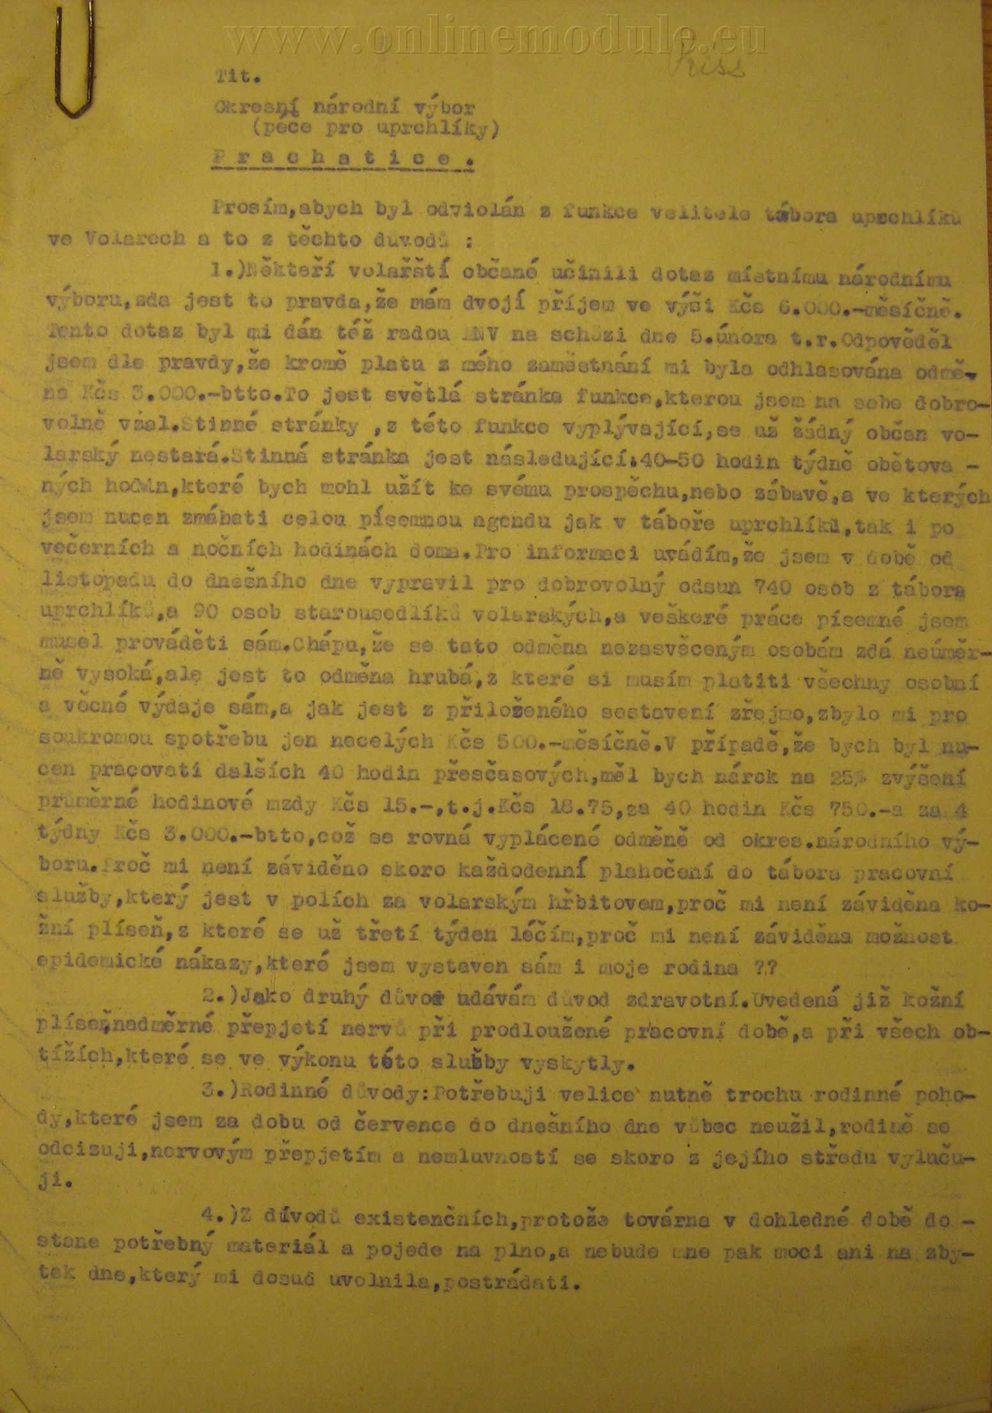 www.onlinemodule.eu
Tit.
Okresní národní výbor
(péče pro uprchlíky)
Prachatice.
Prosím,abych byl odviolán z funkce velitele tábora uprchlíků
ve Volarech a to z těchto důvodů :
1.)Někteří volařští občané učinili dotaz místnímu národnímu
výboru,zda jest to pravda,že mám dvojí příjem ve výši Kčs 6.000.-měsíčně.
Tento dotaz byl mi dán též radou MNV na schůzi dne 5.února t.r.Odpověděl
jsem dle pravdy,že kromě platu z mého zaměstnání mi byla odhlasována odmě-
na Kčs 3.000.-btto.To jest světlá stránka funkce,kterou jsem na sebe dobro-
volně vzal.Stinné stránky ,z této funkce vyplývající,se už žádný občan vo-
larský nestará.Stinná stránka jest následující:40-50 hodin týdně obětova -
ných hodin,které bych mohl užít ke svému prospěchu,nebo zábavě,a ve kterých
jsem nucen zmáhati celou písemnou agendu jak v táboře uprchlíků,tak i po
večerních a nočních hodinách doma.Pro informaci uvádím,že jsem v době od
listopadu do dnešního dne vypravil pro dobrovolný odsun 740 osob z tábora
uprchlíků,a 90 osob starousedlíků volarských,a veškeré práce písemné jsem
musel prováděti sám.Chápu,že se tato odměna nezasvěceným osobám zdá neúměr-
ně vysoká,ale jest to odměna hrubá,z které si musím platiti všechny osobní
a věcné výdaje sám,a jak jest z přiloženého sestavení zřejmo,zbylo mi pro
soukromou spotřebu jen necelých Kčs 500.-měsíčně.V případě,že bych byl nu-
cen pracovati dalších 40 hodin přesčasových,měl bych nárok na 25% zvýšení
průměrné hodinové mzdy Kčs 15.-,t.j.Kčs 18.75,za 40 hodin Kčs 750.-a za 4
týdny Kčs 3.000.-btto,což se rovná vyplácené odměně od okres.národního vý-
boru.Proč mi není záviděno skoro každodenní plahočení do tábora pracovní
služby,který jest v polích za volarským hřbitovem,proč mi není záviděna ko-
žní plíseň,z které se už třetí týden léčím,proč mi není záviděna možnost
epidemické nákazy,které jsem vystaven sám i moje rodina ??
2.)Jako druhý důvod udávám důvod zdravotní.Uvedená již kožní
plíseň,nadměrné přepjetí nervů při prodloužené pracovní době,a při všech ob-
tížích,které se ve výkonu této služby vyskytly.
3.)Rodinné důvody:Potřebuji velice nutně trochu rodinné poho-
dy,které jsem za dobu od července do dnešního dne vůbec neužil,rodině se
odcizuji,nervovým přepjetím a nemluvností se skoro z jejího středu vyluču-
ji.
4.)Z důvodů existenčních,protože továrna v dohledné době do -
stane potřebný materiál a pojede na plno,a nebude mne pak moci ani na zby-
tek dne,který mi dosud uvolnila,postrádati.